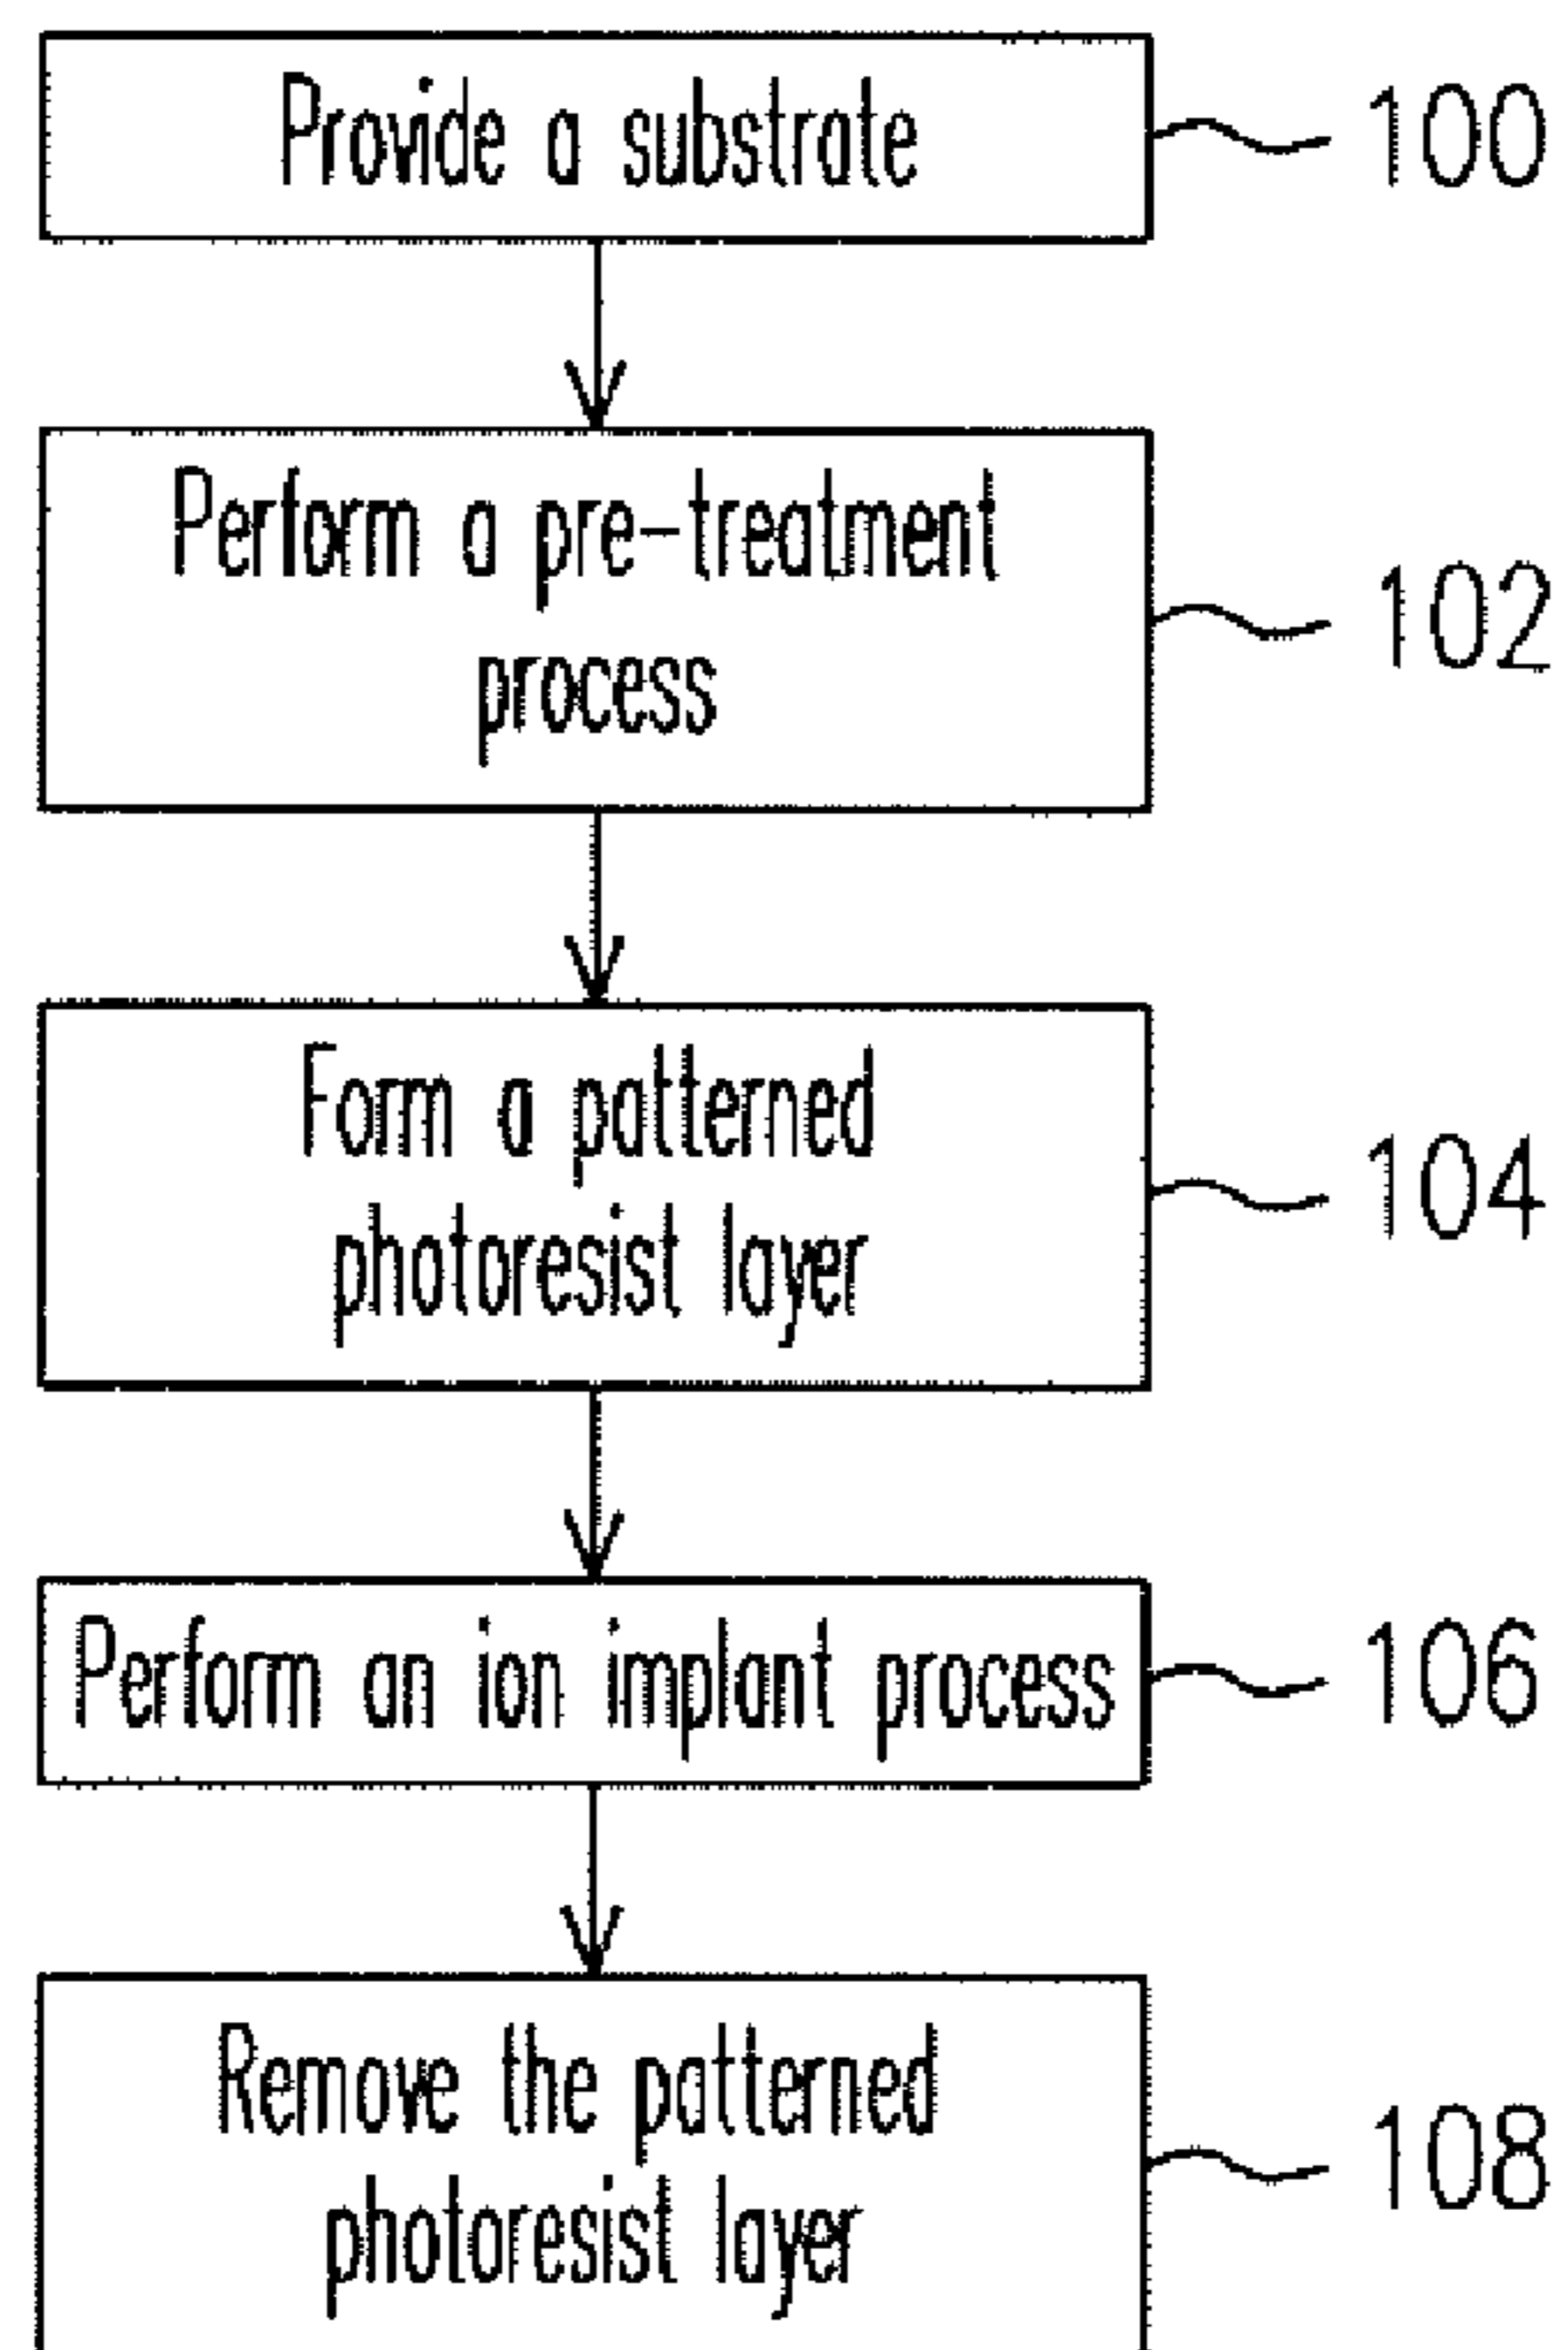 Provide a substrate
100
Perform a pre-treatment
process
102
Form a patterned
photoresist layer
104
Perform an ion implant process
106
Remove the patterned
photoresist layer
108